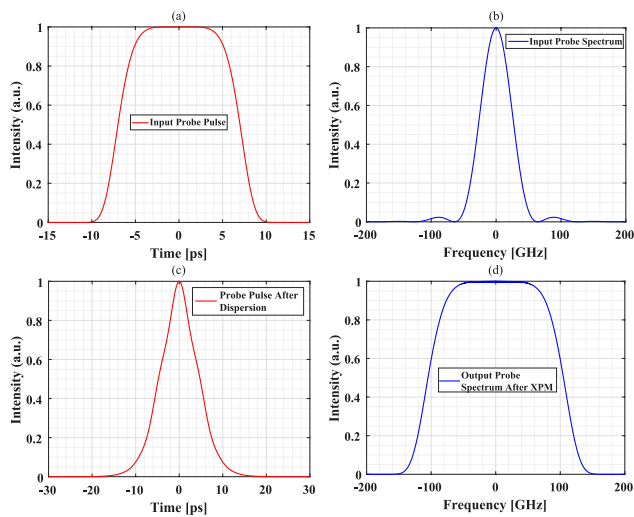 (a)
Intensity (a.u.)
1
0.8
0.6
0.4
0.2
0
Input Probe Pulse
-15 -10 -5 0 5 10 15
Time [ps]
(b)
Intensity (a.u.)
1
0.8
0.6
0.4
0.2
0
Input Probe Spectrum
-200 -100 0 100 200
Frequency [GHz]
(c)
Intensity (a.u.)
1
0.8
0.6
0.4
0.2
0
Probe Pulse After
Dispersion
-30 -20 -10 0 10 20 30
Time [ps]
(d)
Intensity (a.u.)
1
0.8
0.6
0.4
0.2
0
Output Probe
Spectrum After XPM
-200 -100 0 100 200
Frequency [GHz]